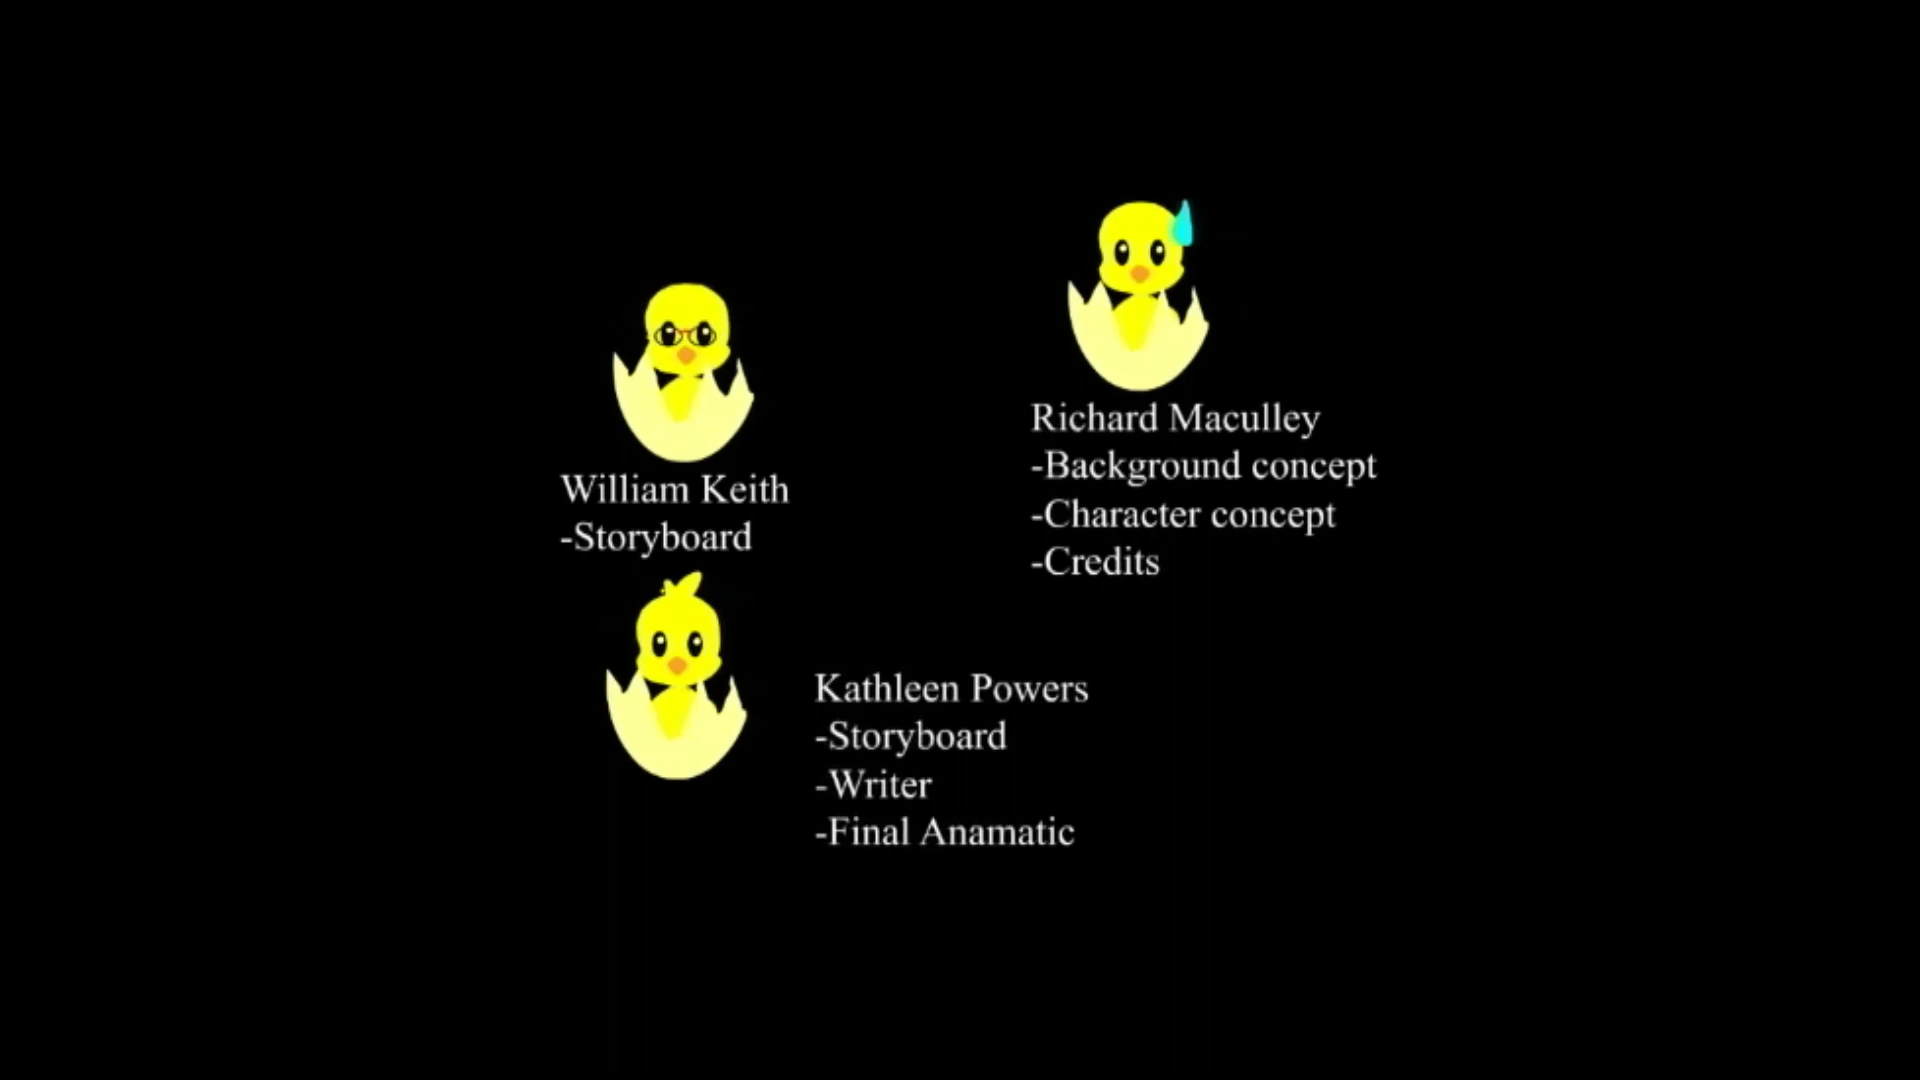 William Keith
-Storyboard
Richard Maculley
-Background concept
-Character concept
-Credits
Kathleen Powers
-Storyboard
-Writer
-Final Anamatic